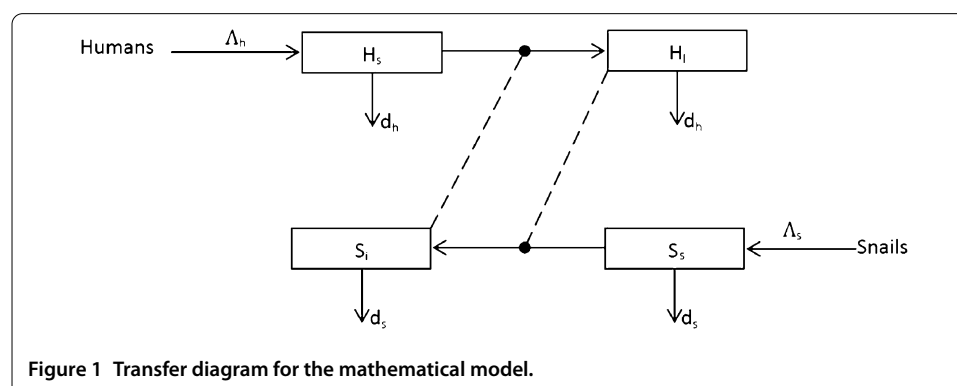 Humans
Λh
Hs
HI
dh
dh
Si
Ss
Λs
Snails
ds
ds
Figure 1 Transfer diagram for the mathematical model.